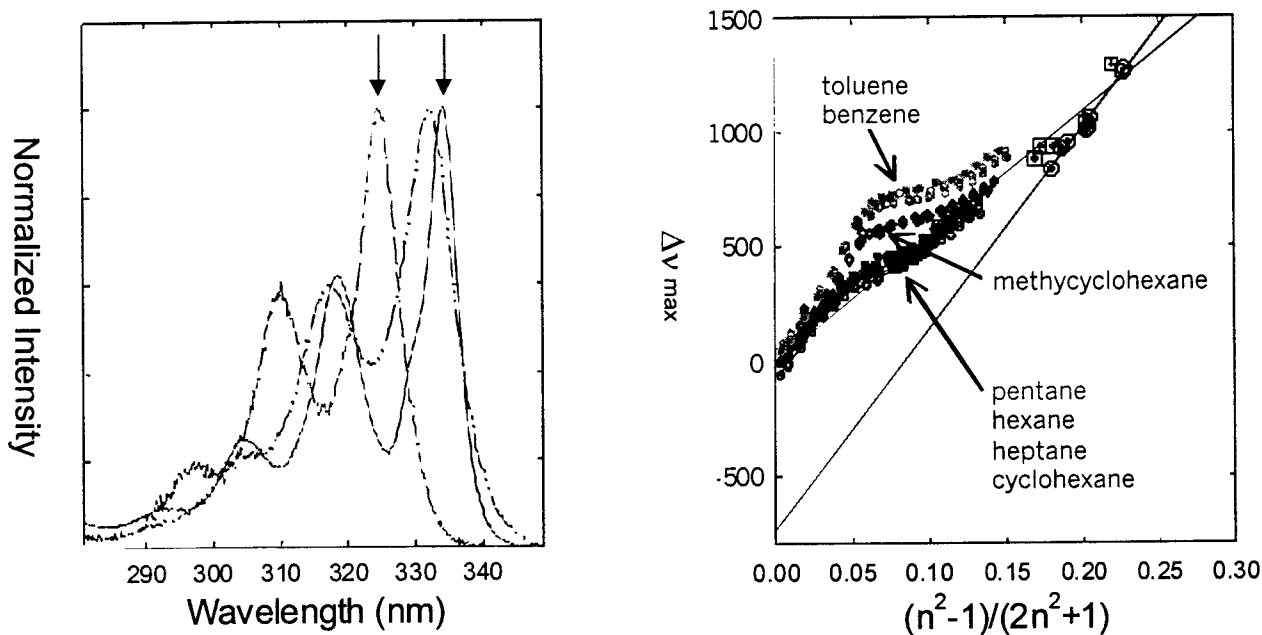 Normalized Intensity
290 300 310 320 330 340
Wavelength (nm)
1500
1000
500
0
-500
Δν max
toluene
benzene
methycyclohexane
pentane
hexane
heptane
cyclohexane
0.00 0.05 0.10 0.15 0.20 0.25 0.30
(n²-1)/(2n²+1)